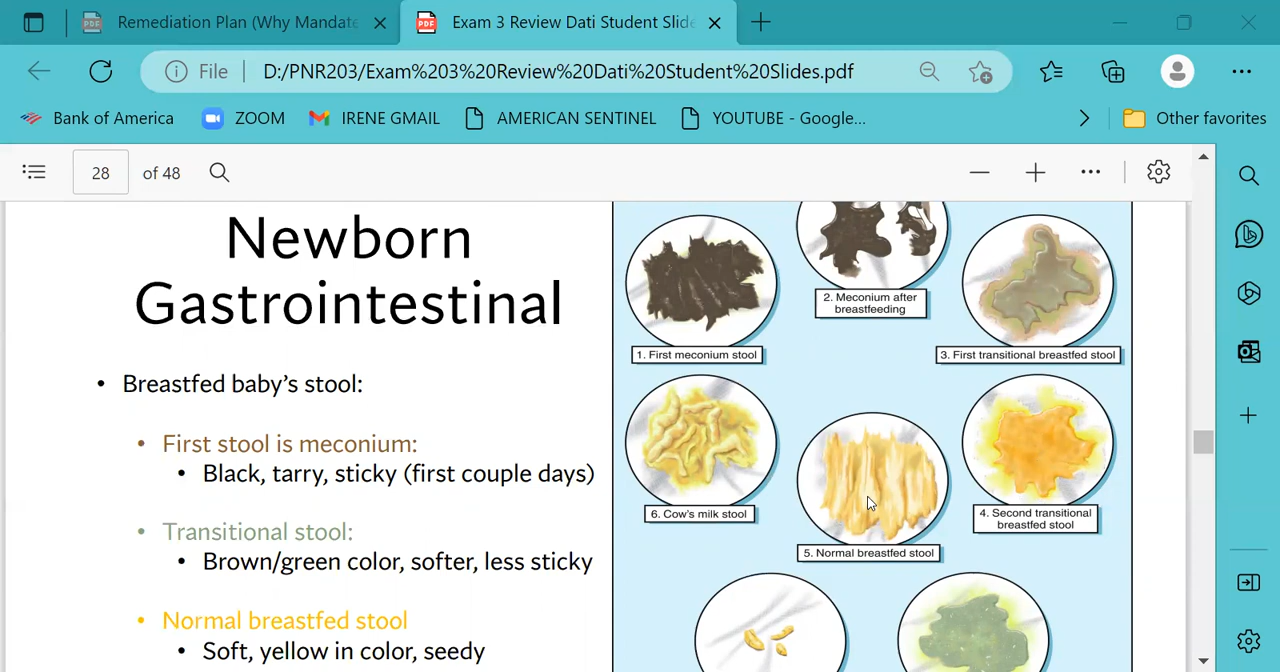 Remediation Plan (Why Mandate
Exam 3 Review Dati Student Slide
File
D:/PNR203/Exam%203%20Review%20Dati%20Student%20Slides.pdf
Bank of America
ZOOM
IRENE GMAIL
AMERICAN SENTINEL
YOUTUBE - Google...
Other favorites
28
of 48
Newborn
Gastrointestinal
• Breastfed baby's stool:
• First stool is meconium:
• Black, tarry, sticky (first couple days)
• Transitional stool:
• Brown/green color, softer, less sticky
• Normal breastfed stool
• Soft, yellow in color, seedy
1. First meconium stool
2. Meconium after
breastfeeding
3. First transitional breastfed stool
6. Cow's milk stool
5. Normal breastfed stool
4. Second transitional
breastfed stool